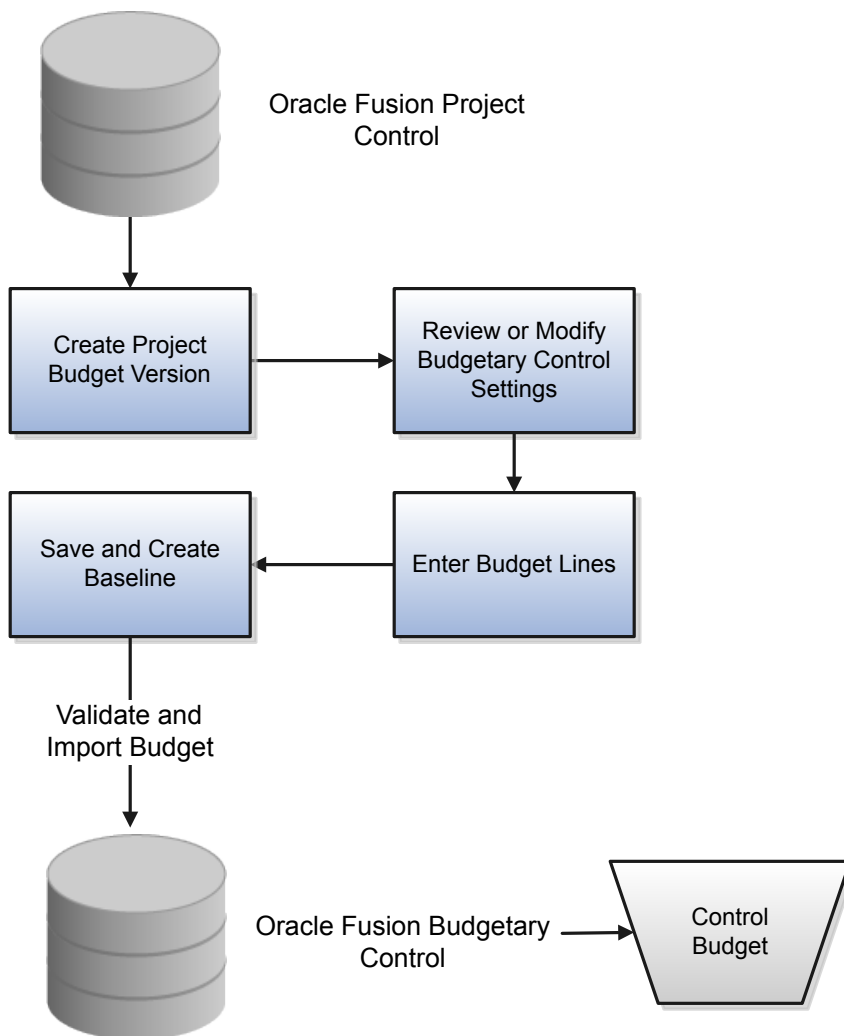 Oracle Fusion Project
Control
Create Project
Budget Version
Review or Modify
Budgetary Control
Settings
Save and Create
Baseline
Enter Budget Lines
Validate and
Import Budget
Oracle Fusion Budgetary
Control
Control
Budget